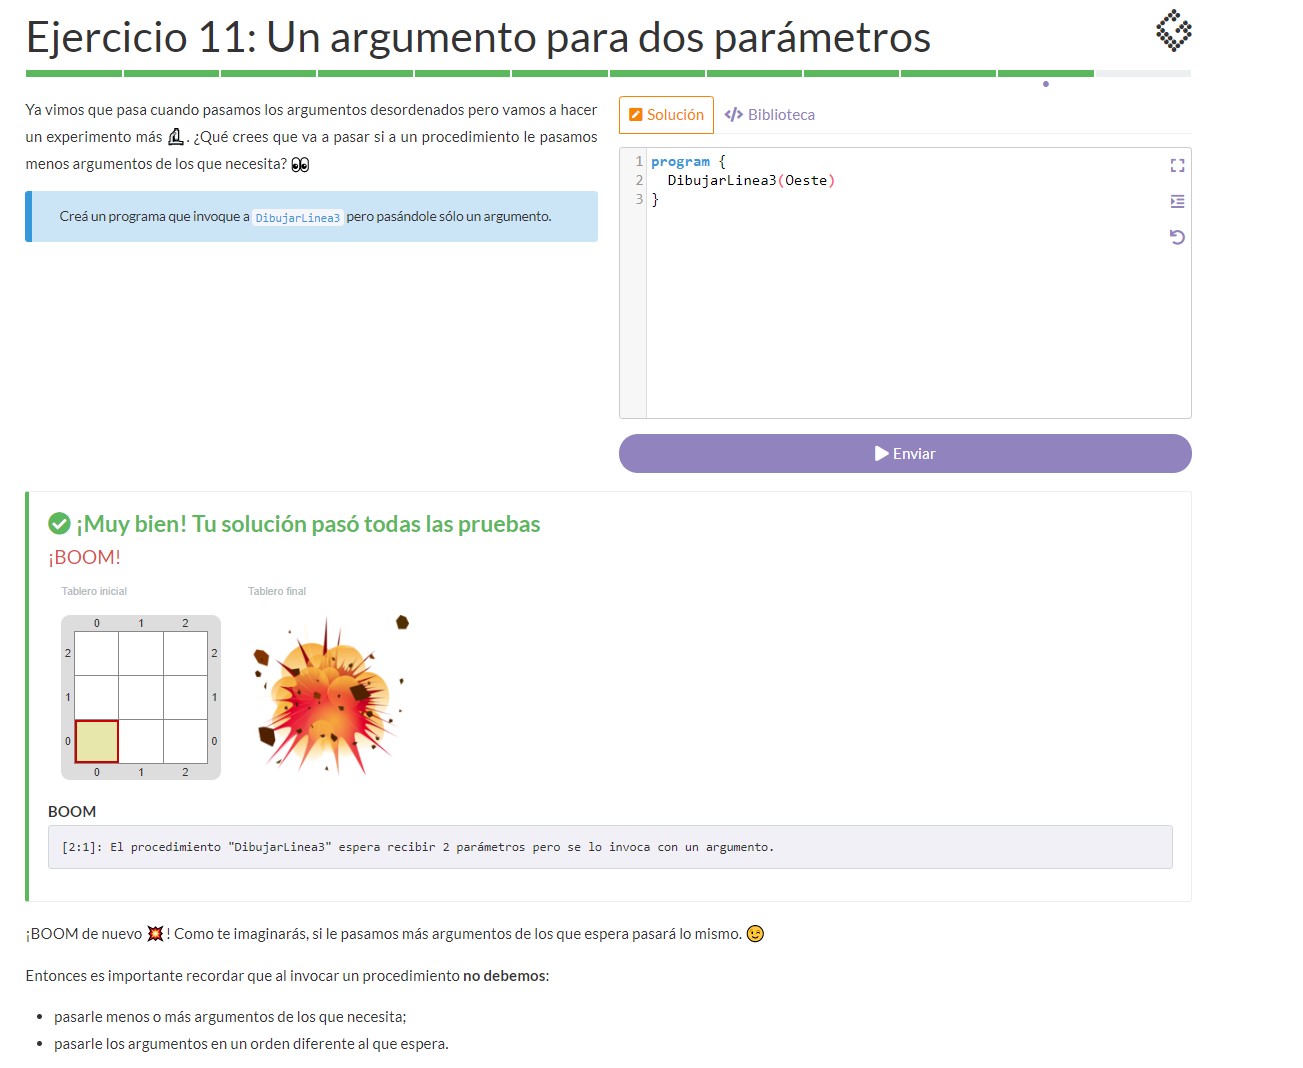 Ejercicio 11: Un argumento para dos parámetros
Ya vimos que pasa cuando pasamos los argumentos desordenados pero vamos a hacer
un experimento más. ¿Qué crees que va a pasar si a un procedimiento le pasamos
menos argumentos de los que necesita?
Creá un programa que invoque a DibujarLinea3 pero pasándole sólo un argumento.
Solución
Biblioteca
1 program {
2 DibujarLinea3(Oeste)
3 }
Enviar
¡Muy bien! Tu solución pasó todas las pruebas
¡BOOM!
Tablero inicial
Tablero final
0 1 2
2 2
1 1
0 0
0 1 2
BOOM
[2:1]: El procedimiento "DibujarLinea3" espera recibir 2 parámetros pero se lo invoca con un argumento.
¡BOOM de nuevo ! Como te imaginarás, si le pasamos más argumentos de los que espera pasará lo mismo.
Entonces es importante recordar que al invocar un procedimiento no debemos:
• pasarle menos o más argumentos de los que necesita;
• pasarle los argumentos en un orden diferente al que espera.